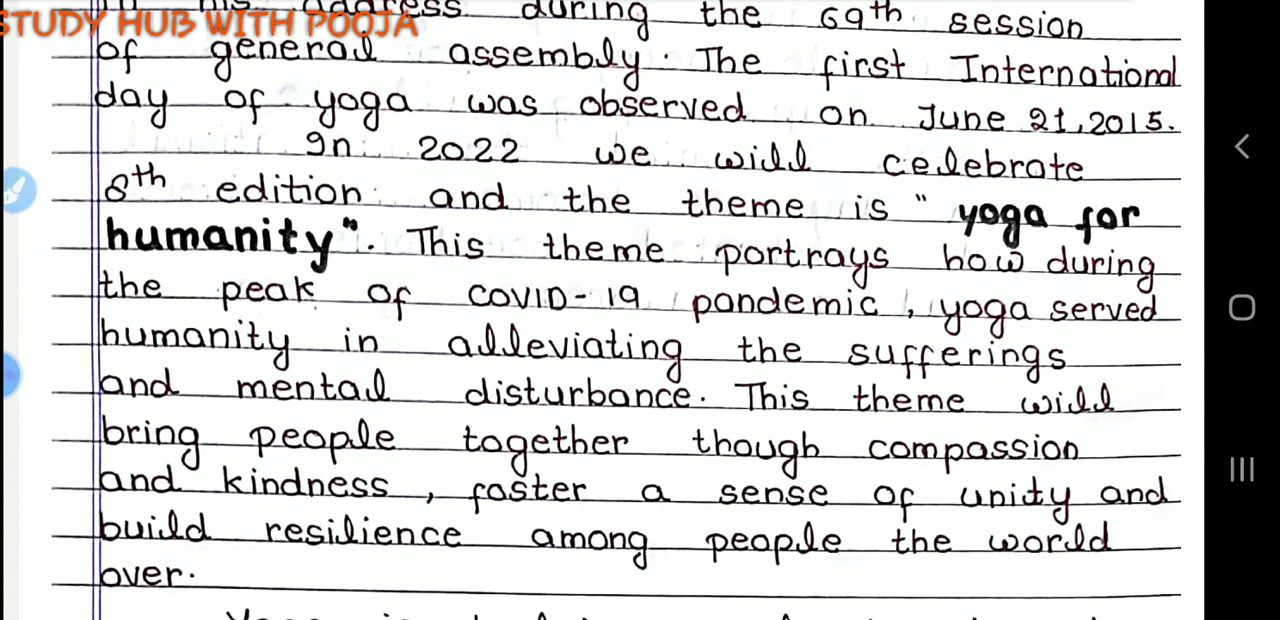 STUDY HUB WITH POOJA
address during the 69th session
of general assembly. The first International
day of yoga was observed on June 21, 2015.
In 2022 we will celebrate
8th edition and the theme is "yoga for
humanity". This theme portrays how during
the peak of COVID-19 pandemic, yoga served
humanity in alleviating the sufferings
and mental disturbance. This theme will
bring people together though compassion
and kindness, foster a sense of unity and
build resilience among people the world
over.